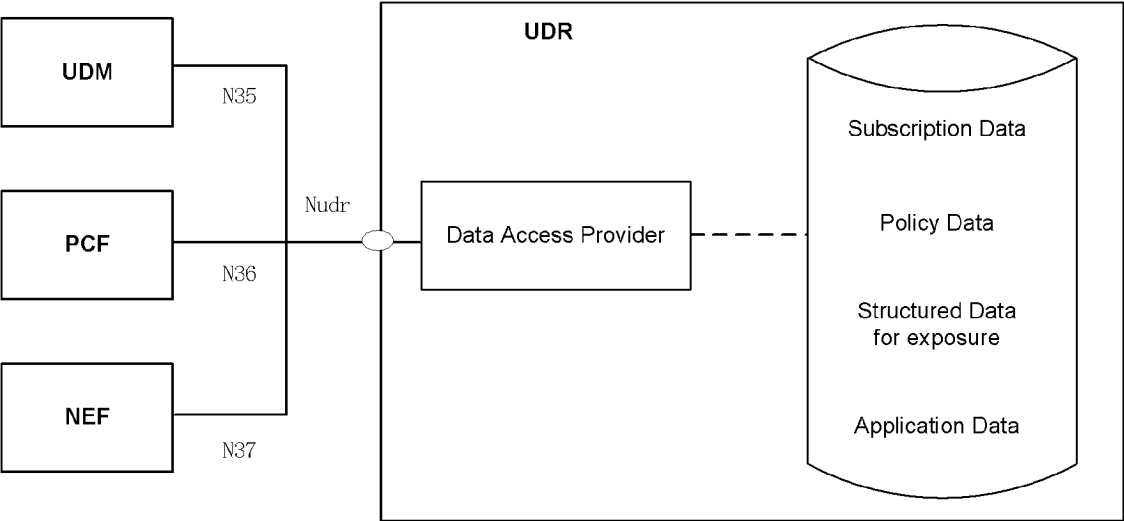 UDR
UDM
N35
Subscription Data
PCF
Nudr
Data Access Provider
Policy Data
N36
Structured Data
for exposure
NEF
Application Data
N37